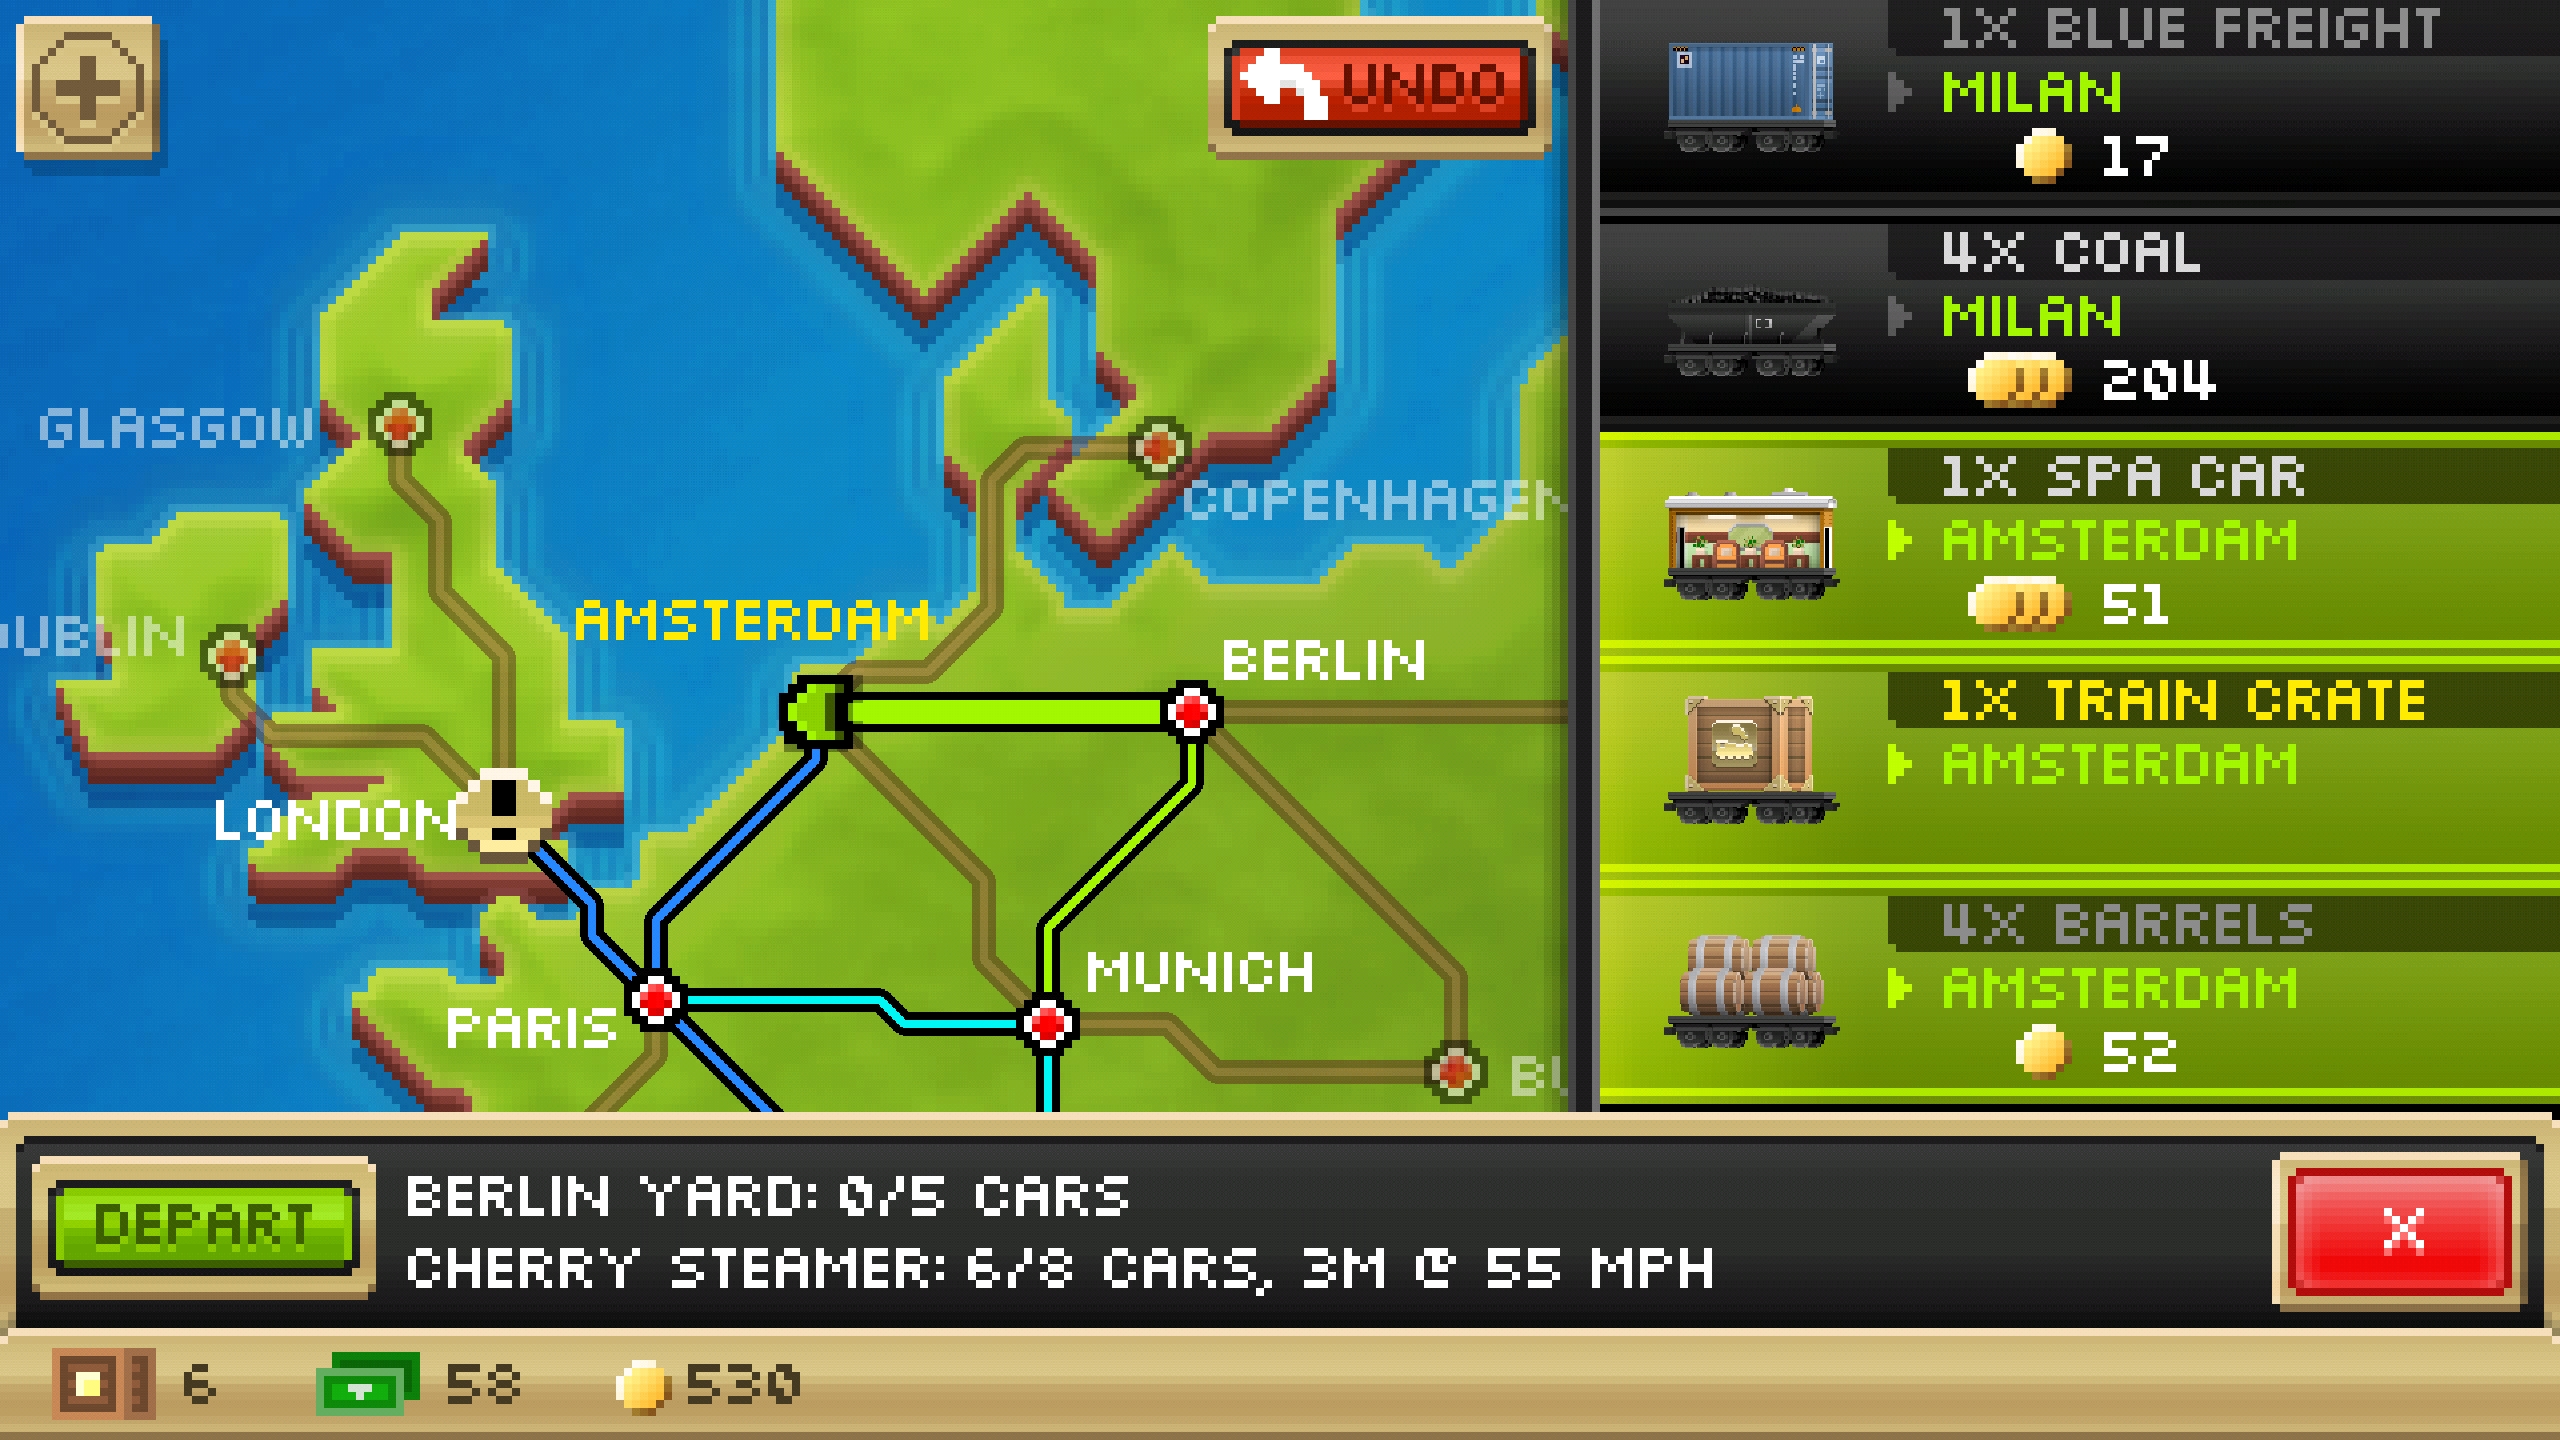 UNDO
GLASGOW
COPENHAGEN
UBLIN
AMSTERDAM
BERLIN
LONDON
MUNICH
PARIS
BU
1X BLUE FREIGHT
MILAN
17
4X COAL
MILAN
204
1X SPA CAR
AMSTERDAM
51
1X TRAIN CRATE
AMSTERDAM
4X BARRELS
AMSTERDAM
52
DEPART
BERLIN YARD: 0/5 CARS
CHERRY STEAMER: 6/8 CARS, 3M @ 55 MPH
X
6
58
530